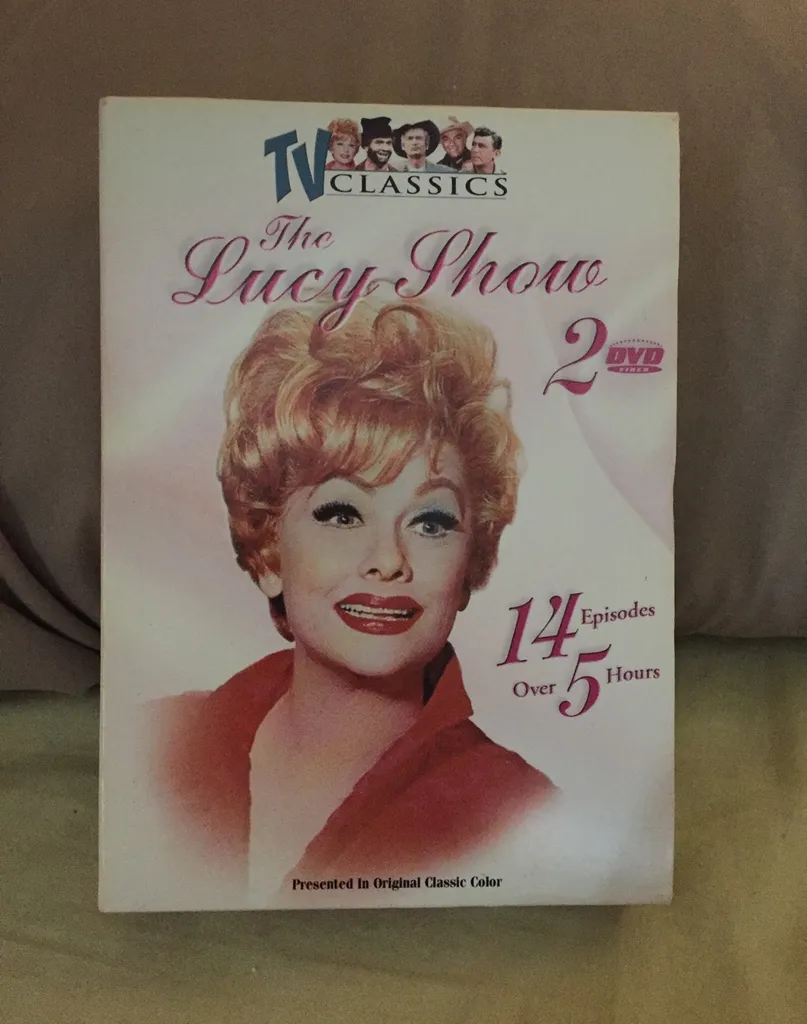 TV CLASSICS
The
Lucy Show
2 DVD
VIDEO
14 Episodes
Over 5 Hours
Presented In Original Classic Color